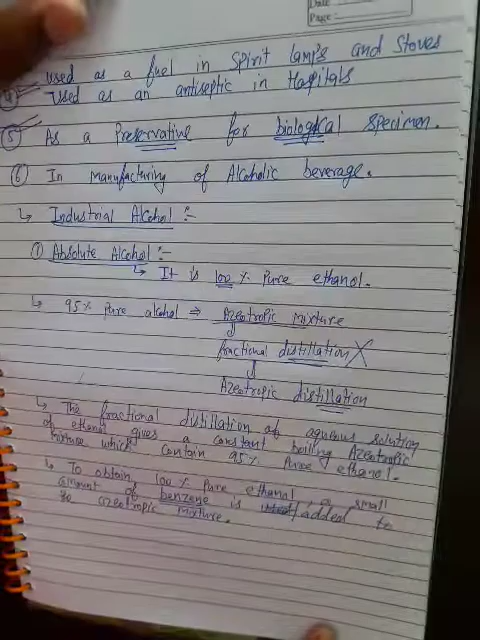 Date
Page:
used as a fuel in spirit lamps and stoves
④ Used as an antiseptic in Hospitals
⑤ As a Preservative for biological specimen.
⑥ In manufacturing of Alcoholic beverage.
↳ Industrial Alcohol :-
① Absolute Alcohol :-
↳ It is 100 % Pure ethanol.
↳ 95% Pure alcohol ⇒ Azeotropic mixture
⇓
fractional distillation X
⇓
Azeotropic distillation
↳ The fractional distillation of aqueous solution
of ethanol gives a constant boiling Azeotropic
mixture which contain 95% Pure ethanol.
↳ To obtain 100% Pure ethanol, a small
amount of benzene is added to
to azeotropic mixture.